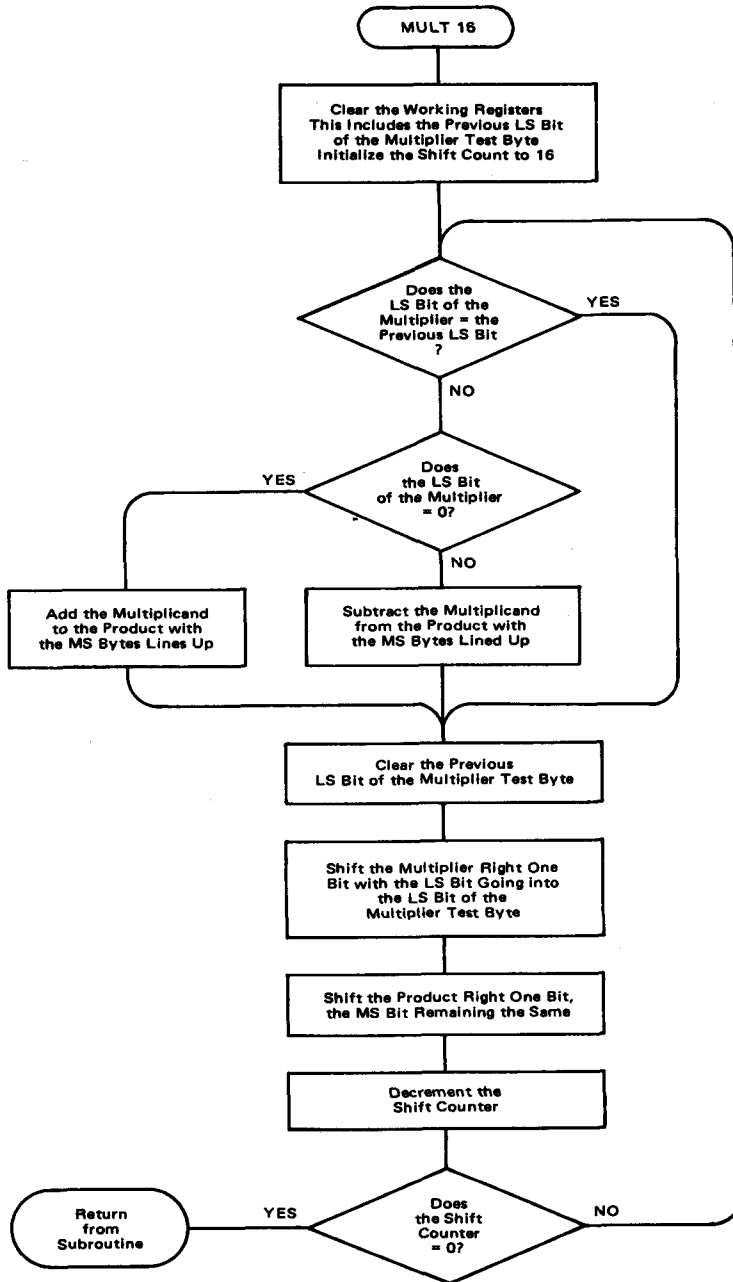 MULT 16
Clear the Working Registers
This Includes the Previous LS Bit
of the Multiplier Test Byte
Initialize the Shift Count to 16
Does the
LS Bit of the
Multiplier = the
Previous LS Bit
?
YES
NO
Does
the LS Bit
of the Multiplier
= 0?
YES
NO
Add the Multiplicand
to the Product with
the MS Bytes Lines Up
Subtract the Multiplicand
from the Product with
the MS Bytes Lined Up
Clear the Previous
LS Bit of the Multiplier Test Byte
Shift the Multiplier Right One
Bit with the LS Bit Going into
the LS Bit of the
Multiplier Test Byte
Shift the Product Right One Bit,
the MS Bit Remaining the Same
Decrement the
Shift Counter
Does
the Shift
Counter
= 0?
YES
NO
Return
from
Subroutine